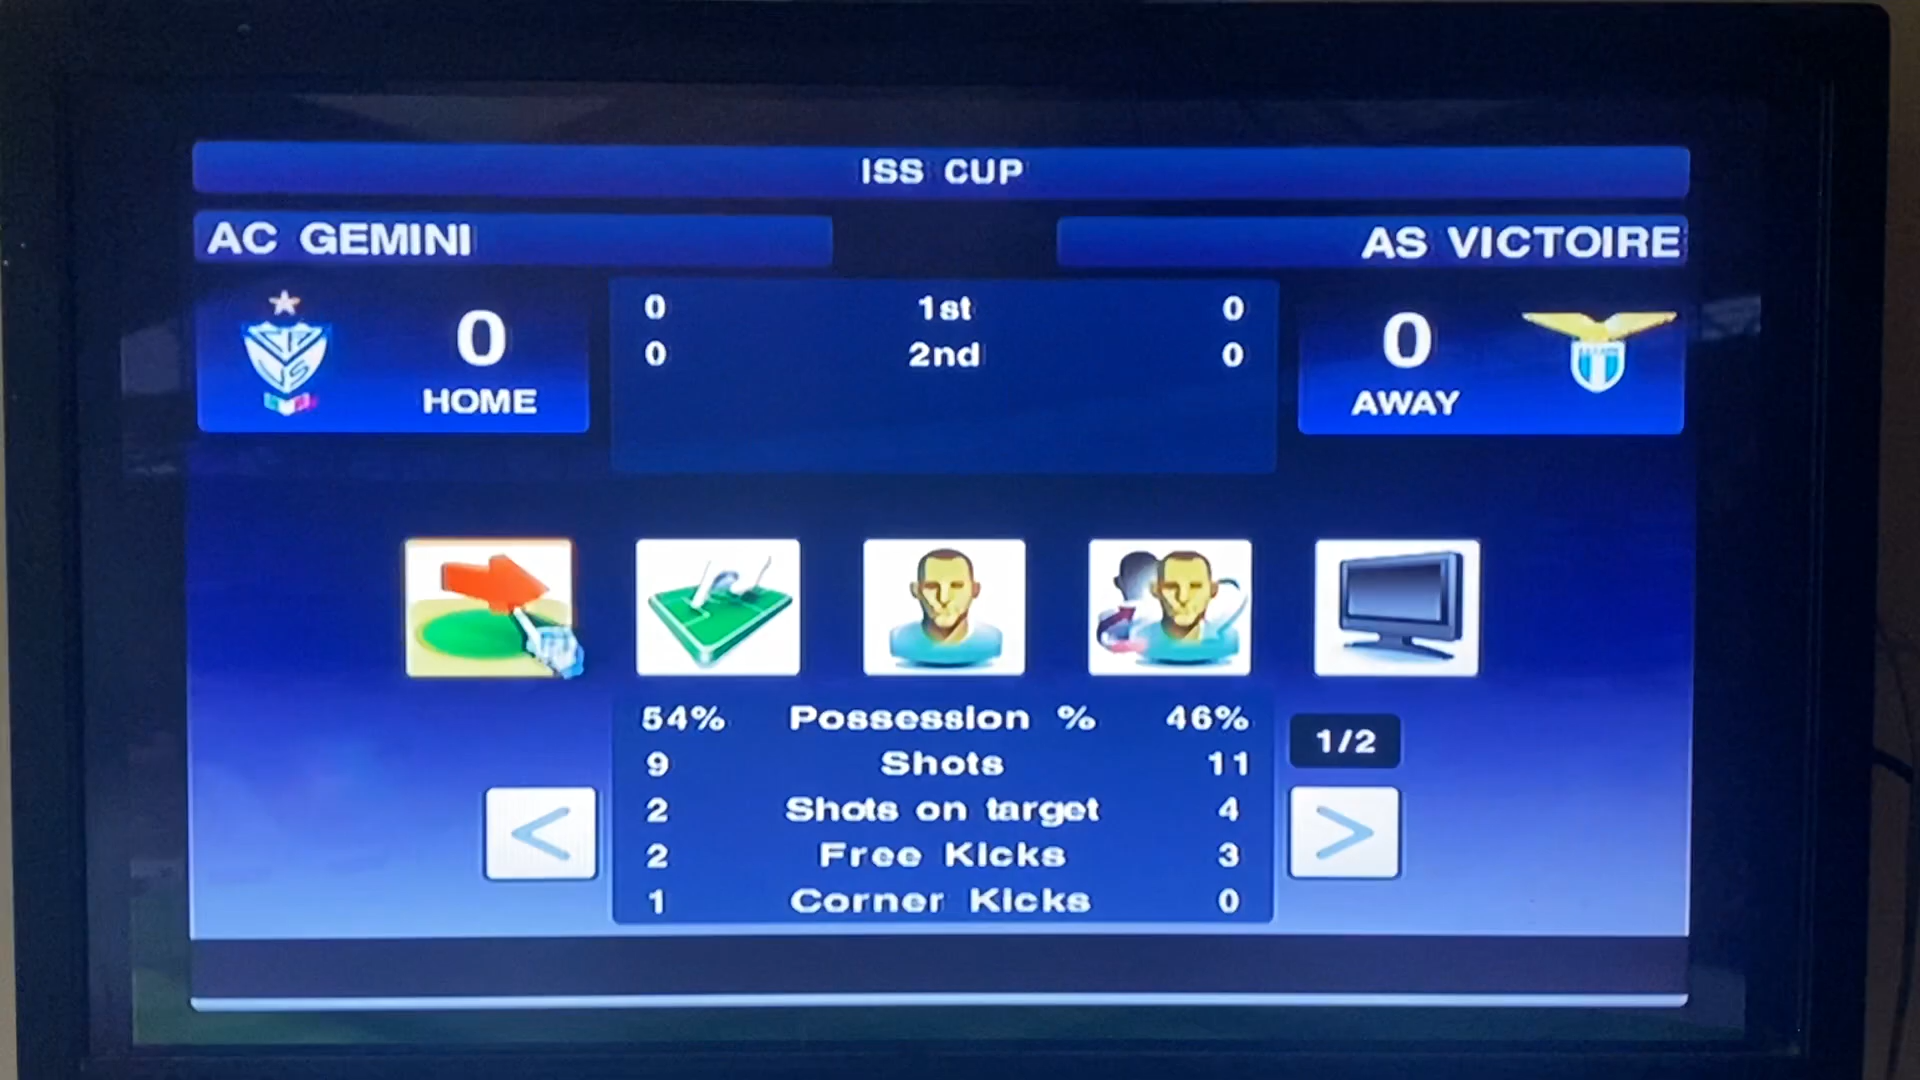 ISS CUP
AC GEMINI
AS VICTOIRE
0 1st 0
0 2nd 0
0
HOME
0
AWAY
54% Possession % 46%
9 Shots 11
2 Shots on target 4
2 Free Kicks 3
1 Corner Kicks 0
1/2
<
>